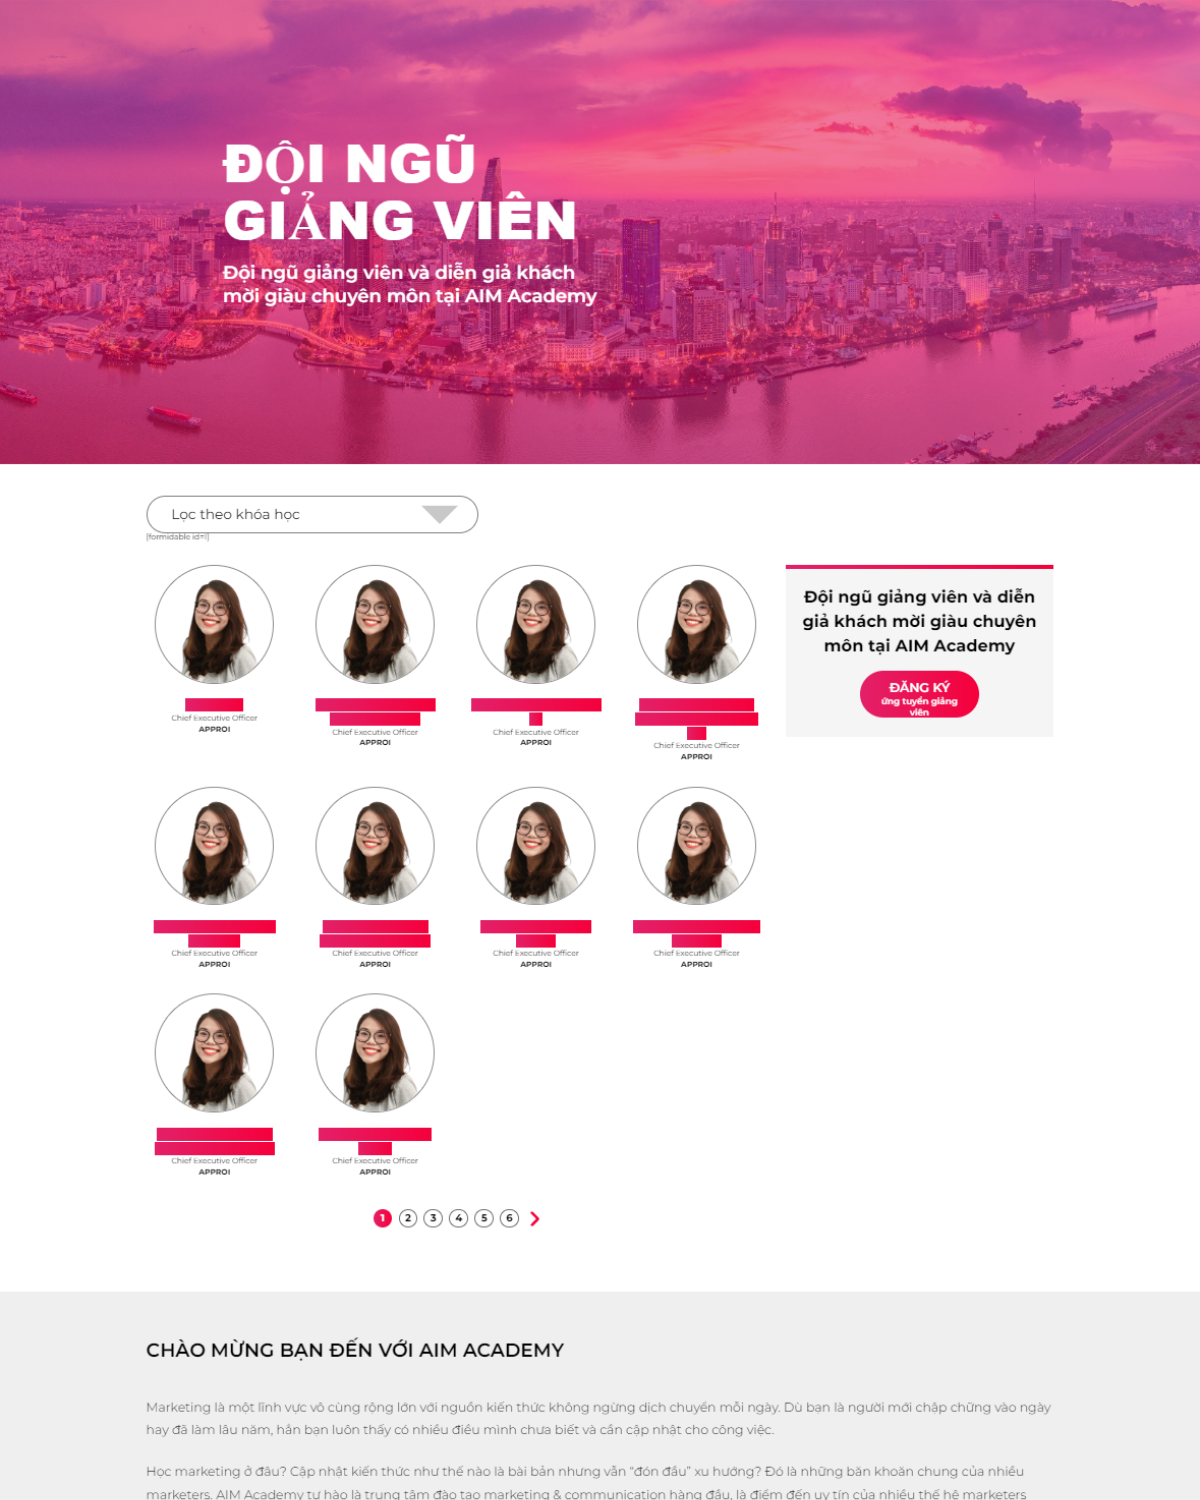 ĐỘI NGŨ
GIẢNG VIÊN
Đội ngũ giảng viên và diễn giả khách
mời giàu chuyên môn tại AIM Academy
Lọc theo khóa học
[formidable id=1]
Chief Executive Officer
APPROI
Chief Executive Officer
APPROI
Chief Executive Officer
APPROI
Chief Executive Officer
APPROI
Đội ngũ giảng viên và diễn
giả khách mời giàu chuyên
môn tại AIM Academy
ĐĂNG KÝ
ứng tuyển giảng
viên
Chief Executive Officer
APPROI
Chief Executive Officer
APPROI
Chief Executive Officer
APPROI
Chief Executive Officer
APPROI
Chief Executive Officer
APPROI
Chief Executive Officer
APPROI
1 2 3 4 5 6
CHÀO MỪNG BẠN ĐẾN VỚI AIM ACADEMY
Marketing là một lĩnh vực vô cùng rộng lớn với nguồn kiến thức không ngừng dịch chuyển mỗi ngày. Dù bạn là người mới chập chững vào ngày
hay đã làm lâu năm, hẳn bạn luôn thấy có nhiều điều mình chưa biết và cần cập nhật cho công việc.
Học marketing ở đâu? Cập nhật kiến thức như thế nào là bài bản nhưng vẫn “đón đầu” xu hướng? Đó là những băn khoăn chung của nhiều
marketers. AIM Academy tự hào là trung tâm đào tạo marketing & communication hàng đầu, là điểm đến uy tín của nhiều thế hệ marketers